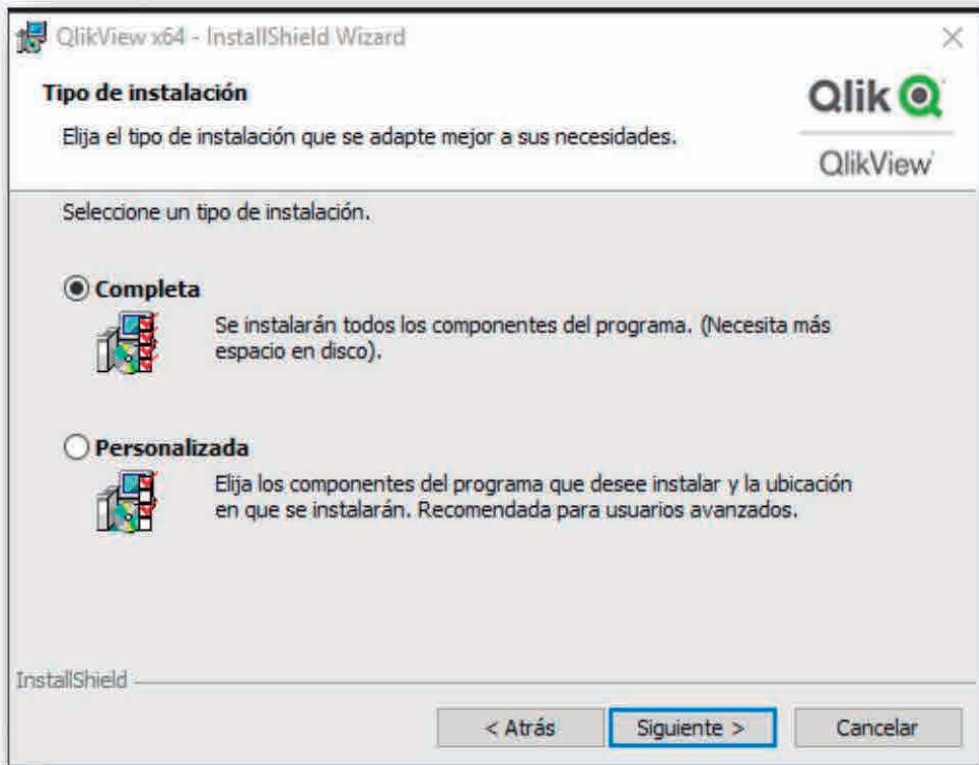 QlikView x64 - InstallShield Wizard
Tipo de instalación
Elija el tipo de instalación que se adapte mejor a sus necesidades.
Qlik
QlikView
Seleccione un tipo de instalación.
Completa
Se instalarán todos los componentes del programa. (Necesita más
espacio en disco).
Personalizada
Elija los componentes del programa que desee instalar y la ubicación
en que se instalarán. Recomendada para usuarios avanzados.
InstallShield
< Atrás
Siguiente >
Cancelar